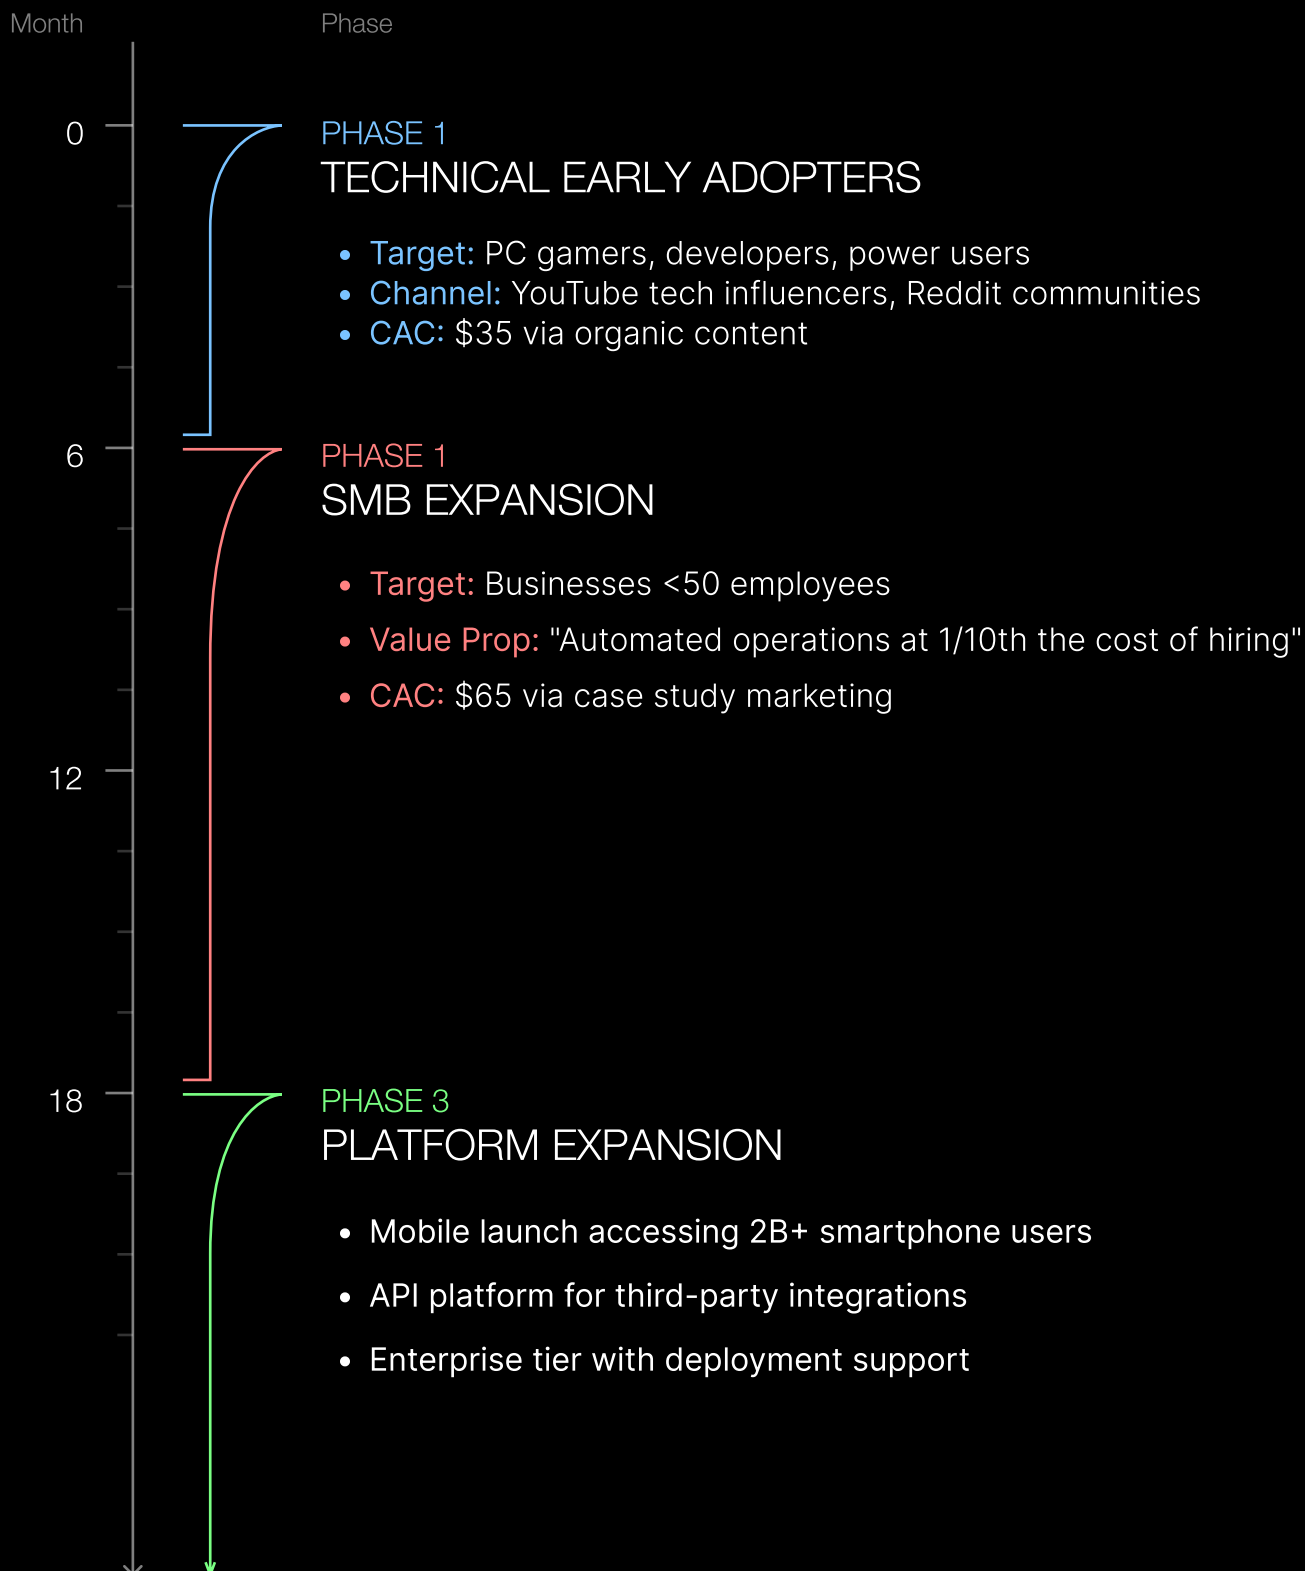 Month Phase
0 PHASE 1
TECHNICAL EARLY ADOPTERS
• Target: PC gamers, developers, power users
• Channel: YouTube tech influencers, Reddit communities
• CAC: $35 via organic content
6 PHASE 1
SMB EXPANSION
• Target: Businesses <50 employees
• Value Prop: "Automated operations at 1/10th the cost of hiring"
• CAC: $65 via case study marketing
12
18 PHASE 3
PLATFORM EXPANSION
• Mobile launch accessing 2B+ smartphone users
• API platform for third-party integrations
• Enterprise tier with deployment support